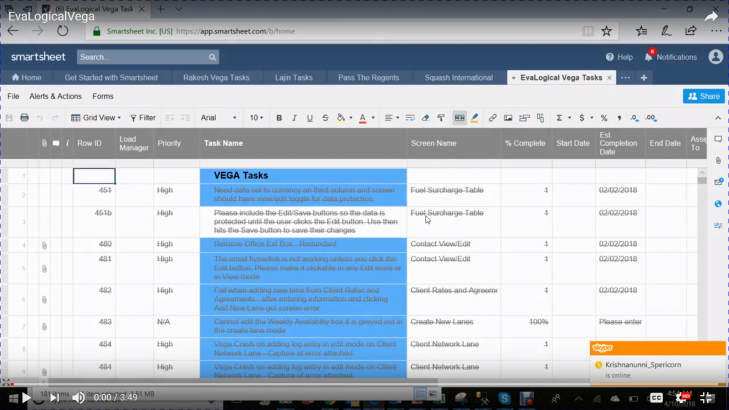 (6) EvaLogical Vega Task
EvaLogicalVega
Smartsheet Inc. [US] https://app.smartsheet.com/b/home
smartsheet Search... Help 6 Notifications
Home Get Started with Smartsheet Rakesh Vega Tasks Lajin Tasks Pass The Regents Squash International EvaLogical Vega Tasks
File Alerts & Actions Forms Share
Grid View Filter Arial 10 B I U S
Row ID Load Manager Priority Task Name Screen Name % Complete Start Date Est. Completion Date End Date Assig To
1 VEGA Tasks
2 451 High Need data set to currency on third column and screen Fuel Surcharge Table 1 02/02/2018
should have view/edit toggle for data protection.
3 451b High Please include the Edit/Save buttons so the data is Fuel Surcharge Table 1 02/02/2018
protected until the user clicks the Edit button. Use then
hits the Save button to save their changes
4 480 High Remove Office Ext Box - Redundant Contact View/Edit 1 02/02/2018
5 481 High The email hyperlink is not working unless you click the Contact View/Edit 1 02/02/2018
Edit button. Please make it clickable in any Edit more or
in View mode
6 482 High Fail when adding new lane from Client Rates and Client Rates and Agreeme 1 02/02/2018
Agreements - after entering information and clicking
Add New Lane get screen error
7 483 N/A Cannot edit the Weekly Availability box it is greyed out in Create New Lanes 100% Please enter
the create lane mode
8 484 High Vega Crash on adding log entry in edit mode on Client Client Network Lane 1
Network Lane - Capture of error attached.
9 484 High Vega Crash on adding log entry in edit mode on Client Client Network Lane 1
Network Lane - Capture of error attached.
skype
Krishnanunni_Spericorn
is online
0:00 / 3:49
CC HD
4/10/2018